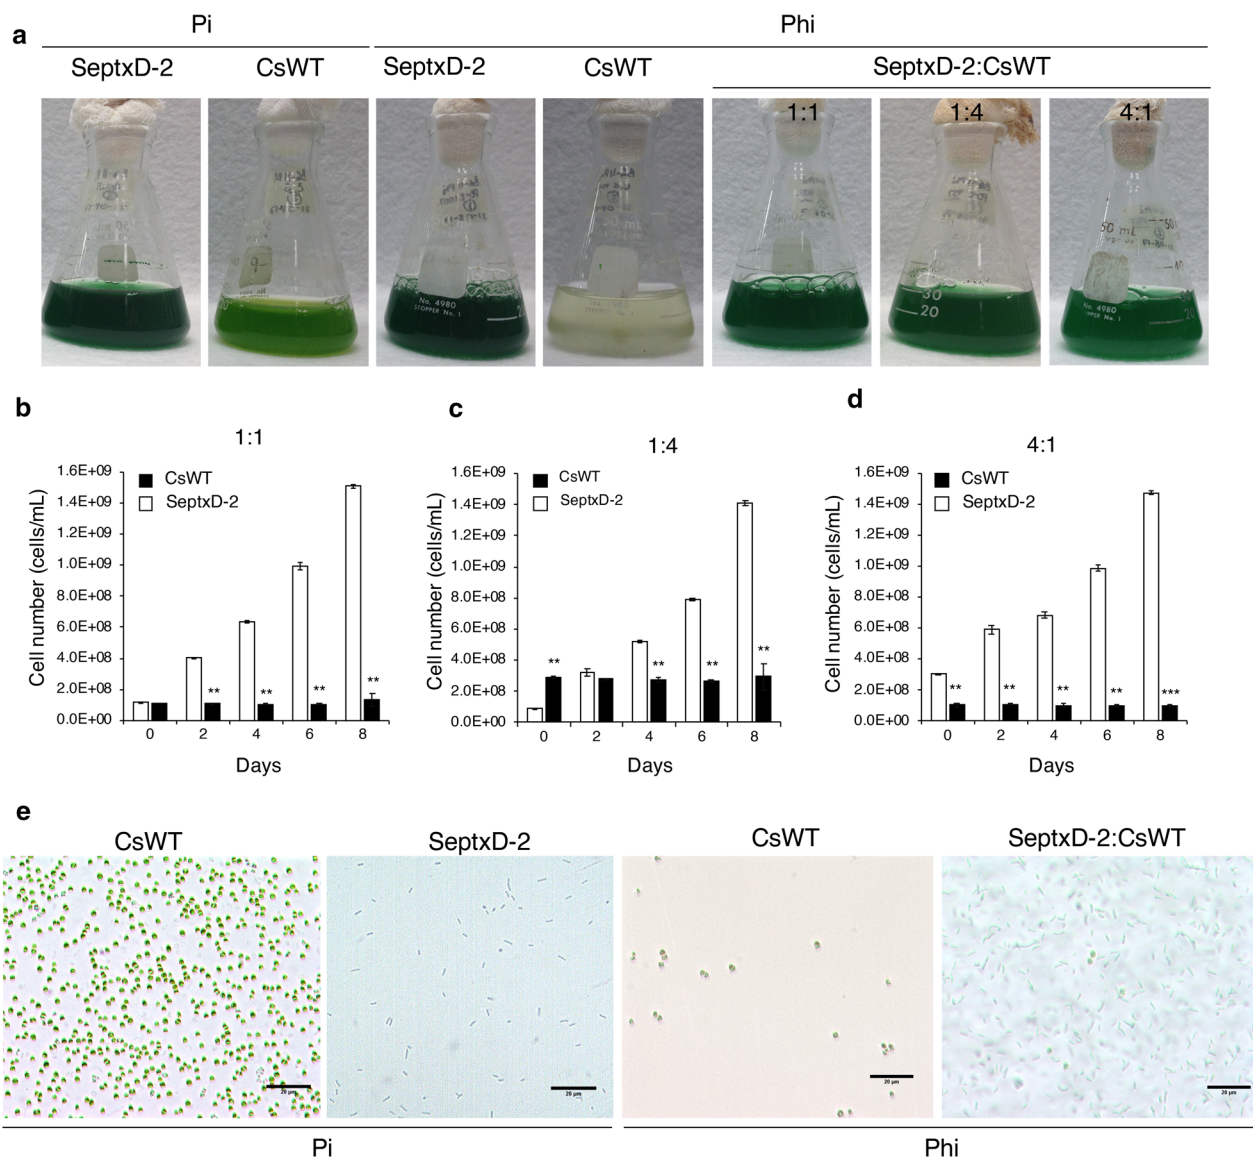 a
Pi Phi
SeptxD-2 CsWT SeptxD-2 CsWT SeptxD-2:CsWT
1:1 1:4 4:1
No. 4980
STOPPER No. 1
30
20
50 mL
No. 4980
b
1:1
1.6E+09
1.4E+09
1.2E+09
1.0E+09
8.0E+08
6.0E+08
4.0E+08
2.0E+08
0.0E+00
Cell number (cells/mL)
CsWT
SeptxD-2
** ** ** **
0 2 4 6 8
Days
c
1:4
1.6E+09
1.4E+09
1.2E+09
1.0E+09
8.0E+08
6.0E+08
4.0E+08
2.0E+08
0.0E+00
Cell number (cells/mL)
CsWT
SeptxD-2
** ** ** **
0 2 4 6 8
Days
d
4:1
1.6E+09
1.4E+09
1.2E+09
1.0E+09
8.0E+08
6.0E+08
4.0E+08
2.0E+08
0.0E+00
Cell number (cells/mL)
CsWT
SeptxD-2
** ** ** ** ***
0 2 4 6 8
Days
e
CsWT SeptxD-2 CsWT SeptxD-2:CsWT
20 µm 20 µm 20 µm 20 µm
Pi Phi